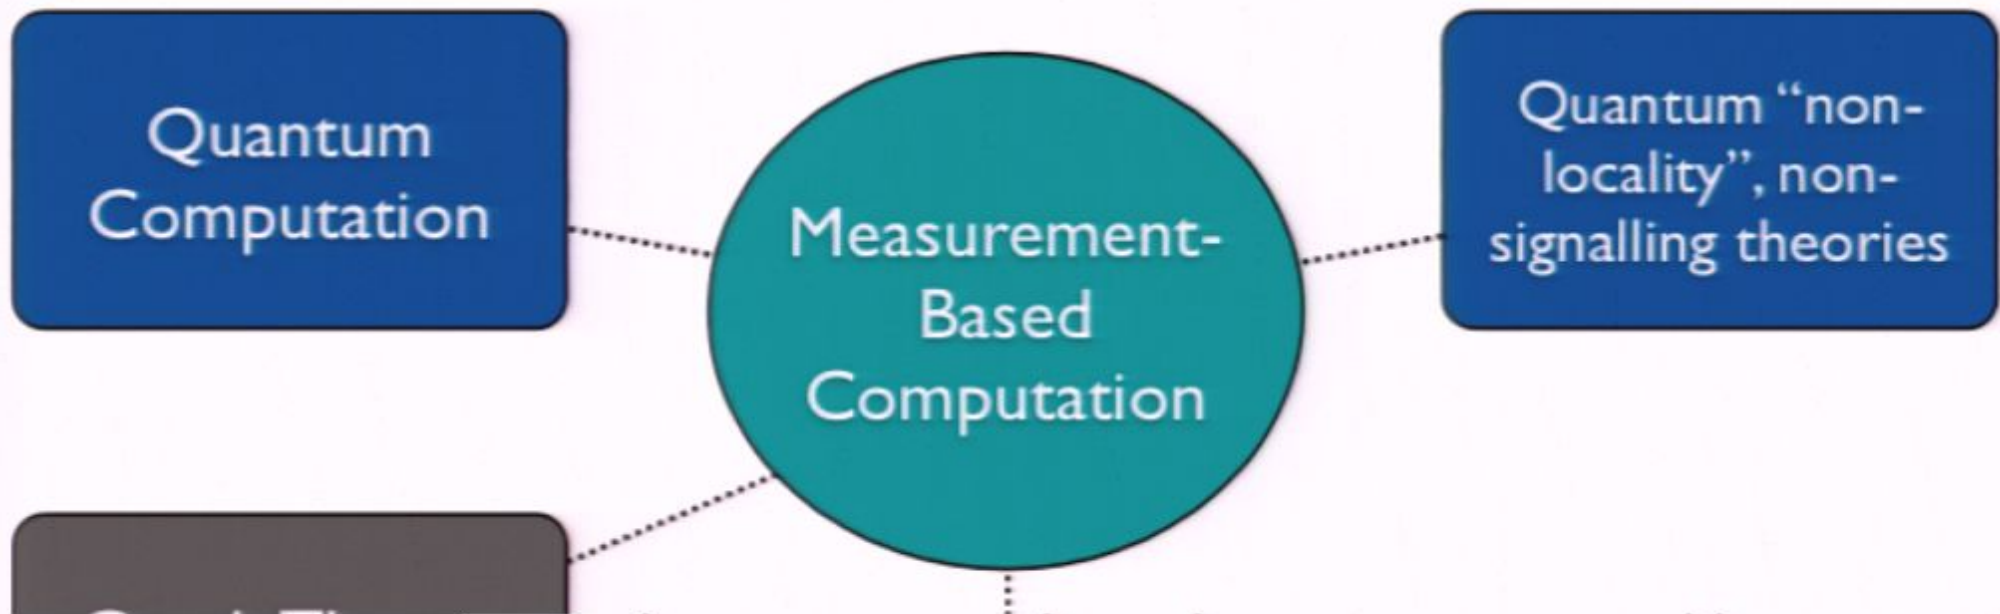 Quantum
Computation
Measurement-
Based
Computation
Quantum “non-
locality”, non-
signalling theories